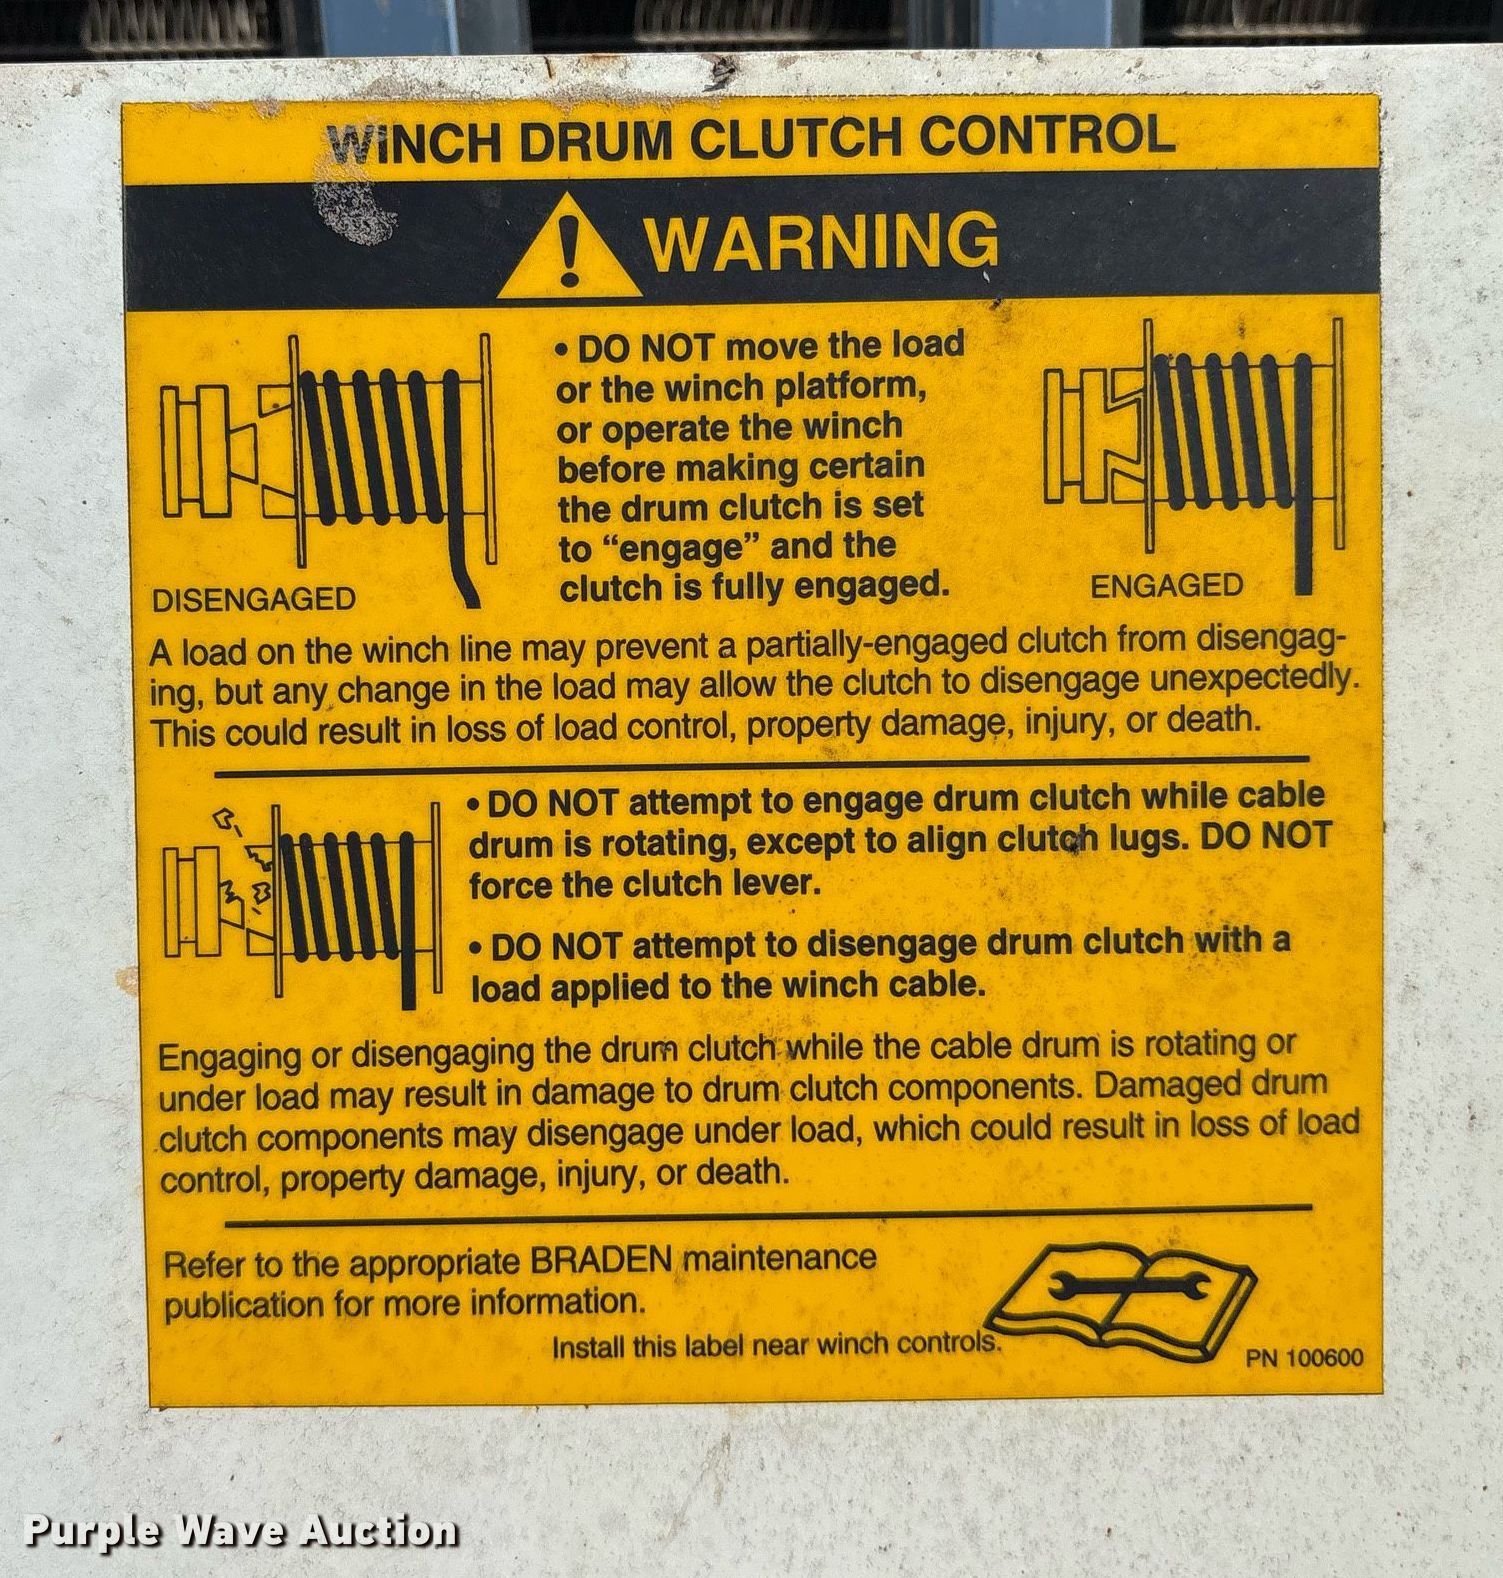 WINCH DRUM CLUTCH CONTROL
WARNING
• DO NOT move the load
or the winch platform,
or operate the winch
before making certain
the drum clutch is set
to “engage” and the
clutch is fully engaged.
DISENGAGED
ENGAGED
A load on the winch line may prevent a partially-engaged clutch from disengag-
ing, but any change in the load may allow the clutch to disengage unexpectedly.
This could result in loss of load control, property damage, injury, or death.
• DO NOT attempt to engage drum clutch while cable
drum is rotating, except to align clutch lugs. DO NOT
force the clutch lever.
• DO NOT attempt to disengage drum clutch with a
load applied to the winch cable.
Engaging or disengaging the drum clutch while the cable drum is rotating or
under load may result in damage to drum clutch components. Damaged drum
clutch components may disengage under load, which could result in loss of load
control, property damage, injury, or death.
Refer to the appropriate BRADEN maintenance
publication for more information.
Install this label near winch controls.
PN 100600
Purple Wave Auction